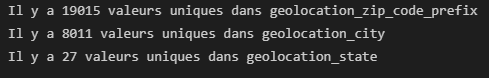 Il y a 19015 valeurs uniques dans geolocation_zip_code_prefix
Il y a 8011 valeurs uniques dans geolocation_city
Il y a 27 valeurs uniques dans geolocation_state